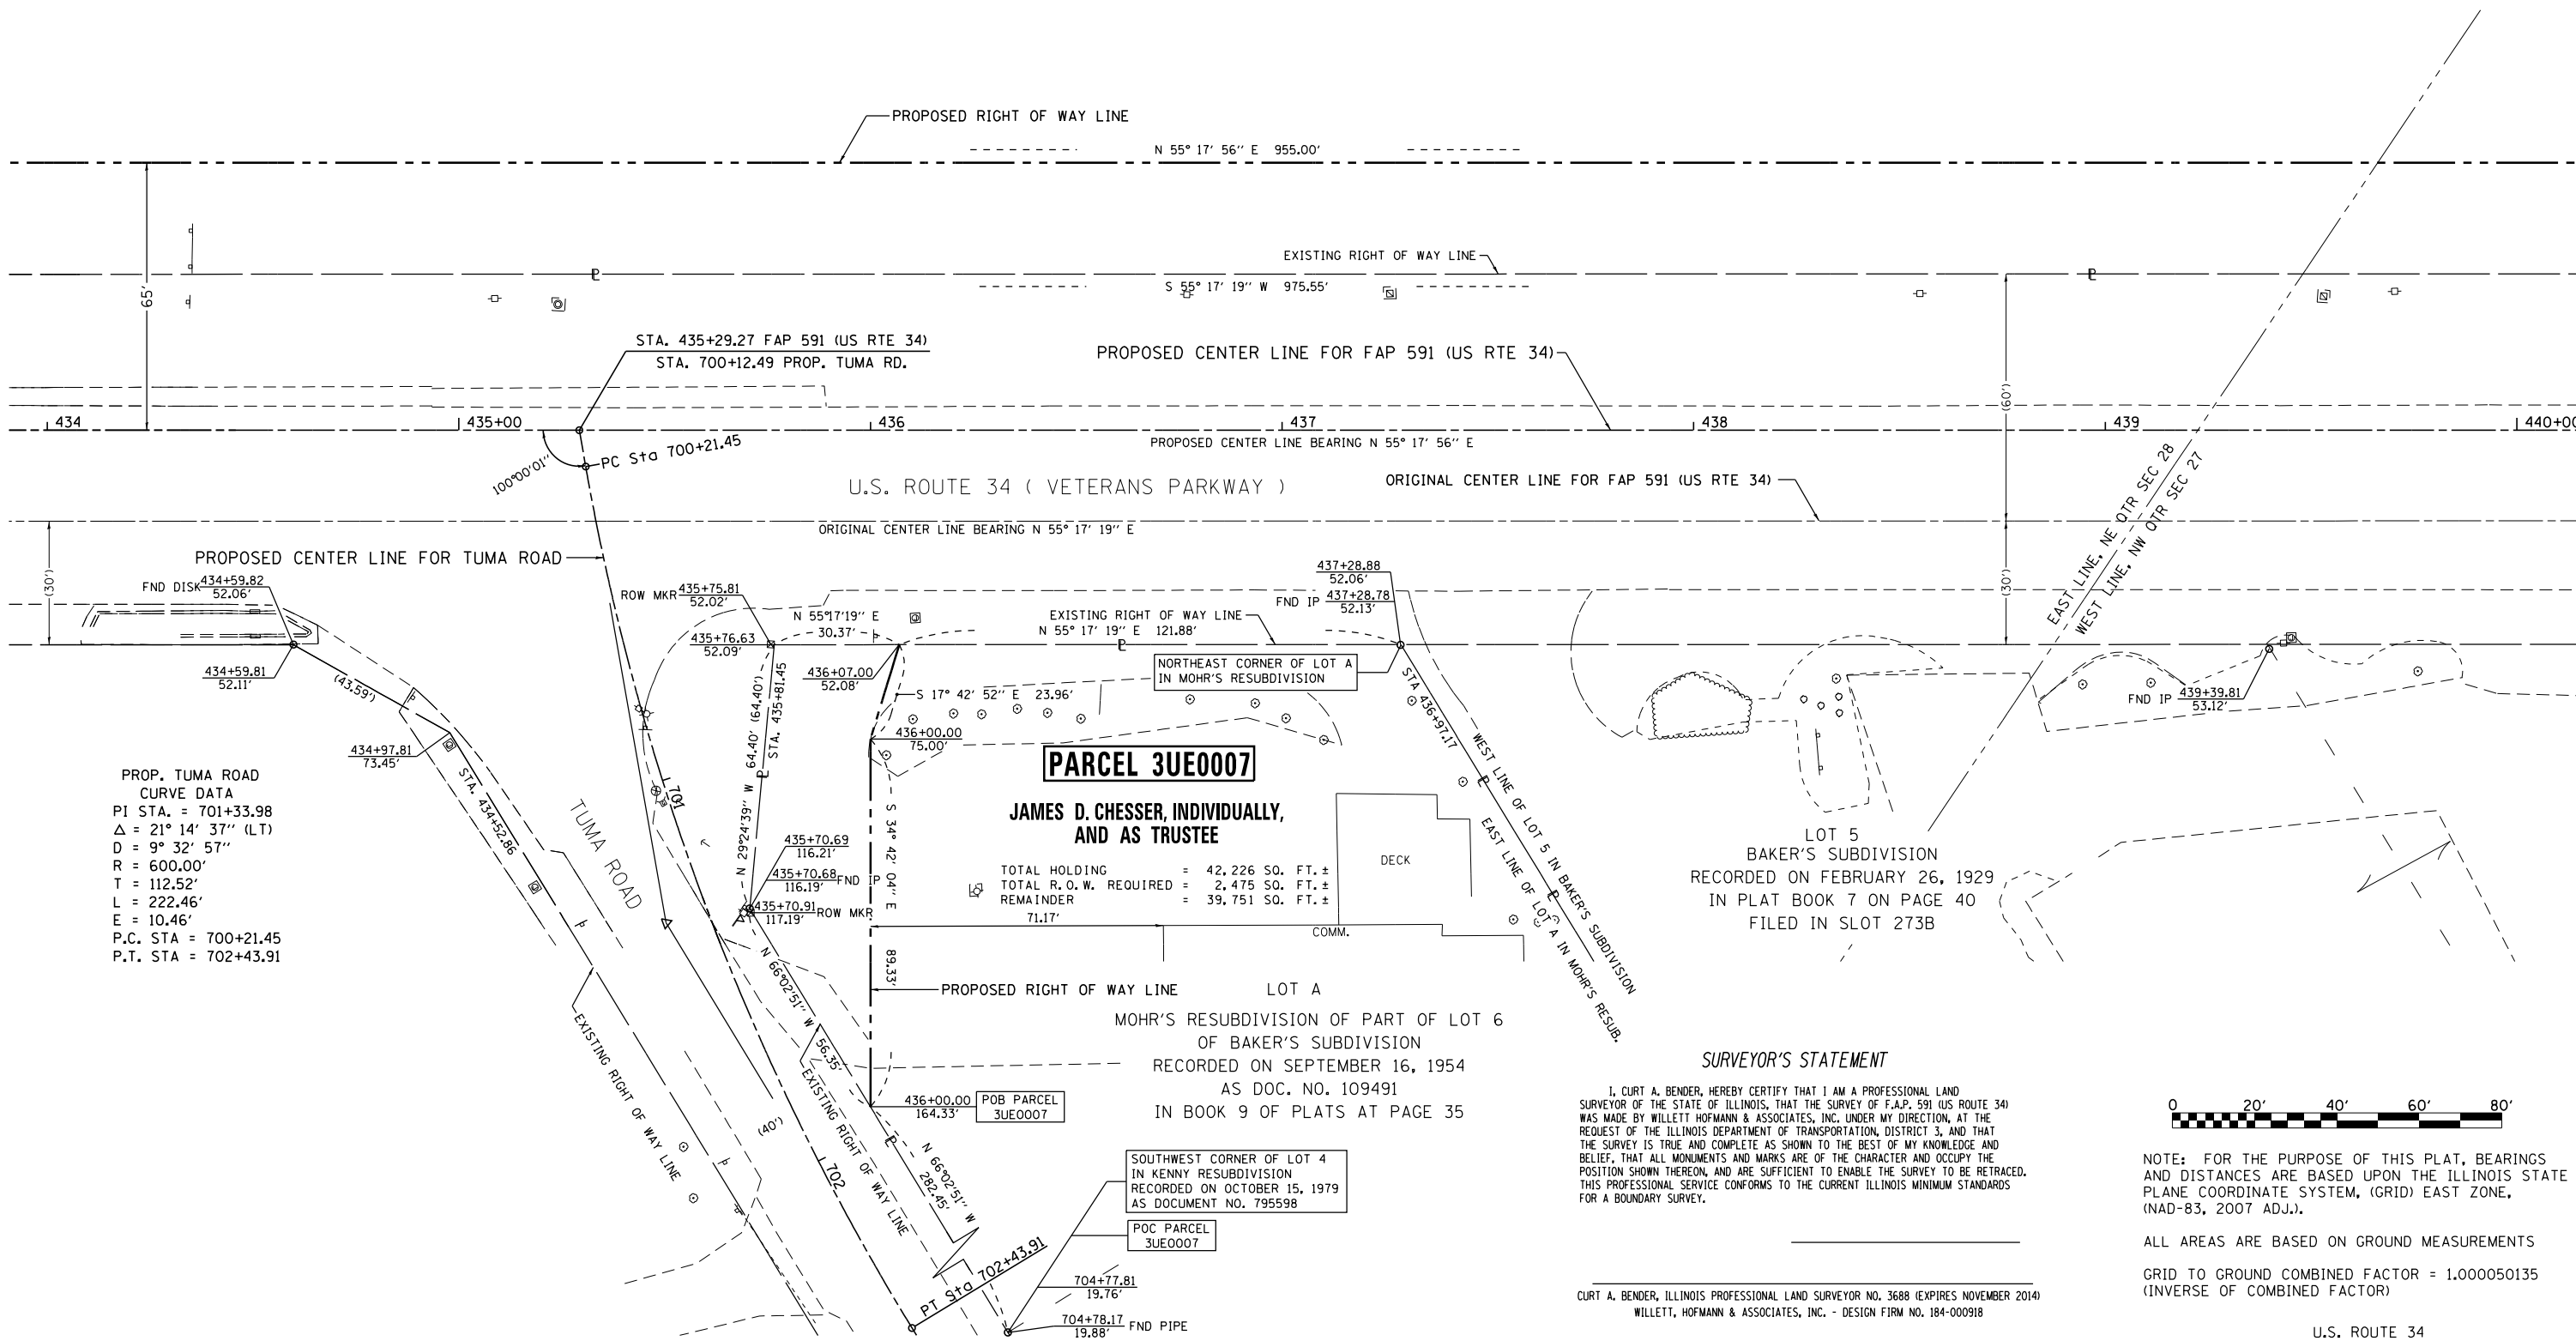 PROPOSED RIGHT OF WAY LINE
N 55° 17' 56" E 955.00'
EXISTING RIGHT OF WAY LINE
S 55° 17' 19" W 975.55'
65'
STA. 435+29.27 FAP 591 (US RTE 34)
STA. 700+12.49 PROP. TUMA RD.
PROPOSED CENTER LINE FOR FAP 591 (US RTE 34)
(60')
434
435+00
436
437
438
439
440+00
PROPOSED CENTER LINE BEARING N 55° 17' 56" E
PC Sta 700+21.45
100°00'01"
U.S. ROUTE 34 ( VETERANS PARKWAY )
ORIGINAL CENTER LINE FOR FAP 591 (US RTE 34)
EAST LINE, NE QTR SEC 28
WEST LINE, NW QTR SEC 27
ORIGINAL CENTER LINE BEARING N 55° 17' 19" E
PROPOSED CENTER LINE FOR TUMA ROAD
(30')
(30')
FND DISK
434+59.82
52.06'
434+59.81
52.11'
(43.59')
434+97.81
73.45'
STA. 434+52.86
ROW MKR
435+75.81
52.02'
435+76.63
52.09'
N 55°17'19" E
30.37'
436+07.00
52.08'
EXISTING RIGHT OF WAY LINE
N 55° 17' 19" E 121.88'
437+28.88
52.06'
FND IP
437+28.78
52.13'
NORTHEAST CORNER OF LOT A
IN MOHR'S RESUBDIVISION
S 17° 42' 52" E 23.96'
436+00.00
75.00'
N 29°24'39" W 64.40' (64.40')
STA. 435+81.45
STA 436+97.17
WEST LINE OF LOT 5 IN BAKER'S SUBDIVISION
EAST LINE OF LOT A IN MOHR'S RESUB.
FND IP
439+39.81
53.12'
PARCEL 3UE0007
JAMES D. CHESSER, INDIVIDUALLY,
AND AS TRUSTEE
TOTAL HOLDING = 42,226 SQ. FT.±
TOTAL R.O.W. REQUIRED = 2,475 SQ. FT.±
REMAINDER = 39,751 SQ. FT.±
71.17'
DECK
COMM.
PROP. TUMA ROAD
CURVE DATA
PI STA. = 701+33.98
Δ = 21° 14' 37" (LT)
D = 9° 32' 57"
R = 600.00'
T = 112.52'
L = 222.46'
E = 10.46'
P.C. STA = 700+21.45
P.T. STA = 702+43.91
TUMA ROAD
701
435+70.69
116.21'
435+70.68
116.19'
FND IP
435+70.91
117.19'
ROW MKR
S 34° 42' 04" E
89.33'
LOT 5
BAKER'S SUBDIVISION
RECORDED ON FEBRUARY 26, 1929
IN PLAT BOOK 7 ON PAGE 40
FILED IN SLOT 273B
N 66°02'51" W
56.35'
EXISTING RIGHT OF WAY LINE
EXISTING RIGHT OF WAY LINE
PROPOSED RIGHT OF WAY LINE
LOT A
MOHR'S RESUBDIVISION OF PART OF LOT 6
OF BAKER'S SUBDIVISION
RECORDED ON SEPTEMBER 16, 1954
AS DOC. NO. 109491
IN BOOK 9 OF PLATS AT PAGE 35
436+00.00
164.33'
POB PARCEL
3UE0007
(40')
702
N 66°02'51" W
282.45'
SOUTHWEST CORNER OF LOT 4
IN KENNY RESUBDIVISION
RECORDED ON OCTOBER 15, 1979
AS DOCUMENT NO. 795598
POC PARCEL
3UE0007
PT Sta 702+43.91
704+77.81
19.76'
704+78.17
19.88'
FND PIPE
SURVEYOR'S STATEMENT
I, CURT A. BENDER, HEREBY CERTIFY THAT I AM A PROFESSIONAL LAND
SURVEYOR OF THE STATE OF ILLINOIS, THAT THE SURVEY OF F.A.P. 591 (US ROUTE 34)
WAS MADE BY WILLETT HOFMANN & ASSOCIATES, INC. UNDER MY DIRECTION, AT THE
REQUEST OF THE ILLINOIS DEPARTMENT OF TRANSPORTATION, DISTRICT 3, AND THAT
THE SURVEY IS TRUE AND COMPLETE AS SHOWN TO THE BEST OF MY KNOWLEDGE AND
BELIEF, THAT ALL MONUMENTS AND MARKS ARE OF THE CHARACTER AND OCCUPY THE
POSITION SHOWN THEREON, AND ARE SUFFICIENT TO ENABLE THE SURVEY TO BE RETRACED.
THIS PROFESSIONAL SERVICE CONFORMS TO THE CURRENT ILLINOIS MINIMUM STANDARDS
FOR A BOUNDARY SURVEY.
CURT A. BENDER, ILLINOIS PROFESSIONAL LAND SURVEYOR NO. 3688 (EXPIRES NOVEMBER 2014)
WILLETT, HOFMANN & ASSOCIATES, INC. - DESIGN FIRM NO. 184-000918
0 20' 40' 60' 80'
NOTE: FOR THE PURPOSE OF THIS PLAT, BEARINGS
AND DISTANCES ARE BASED UPON THE ILLINOIS STATE
PLANE COORDINATE SYSTEM, (GRID) EAST ZONE,
(NAD-83, 2007 ADJ.).
ALL AREAS ARE BASED ON GROUND MEASUREMENTS
GRID TO GROUND COMBINED FACTOR = 1.000050135
(INVERSE OF COMBINED FACTOR)
U.S. ROUTE 34